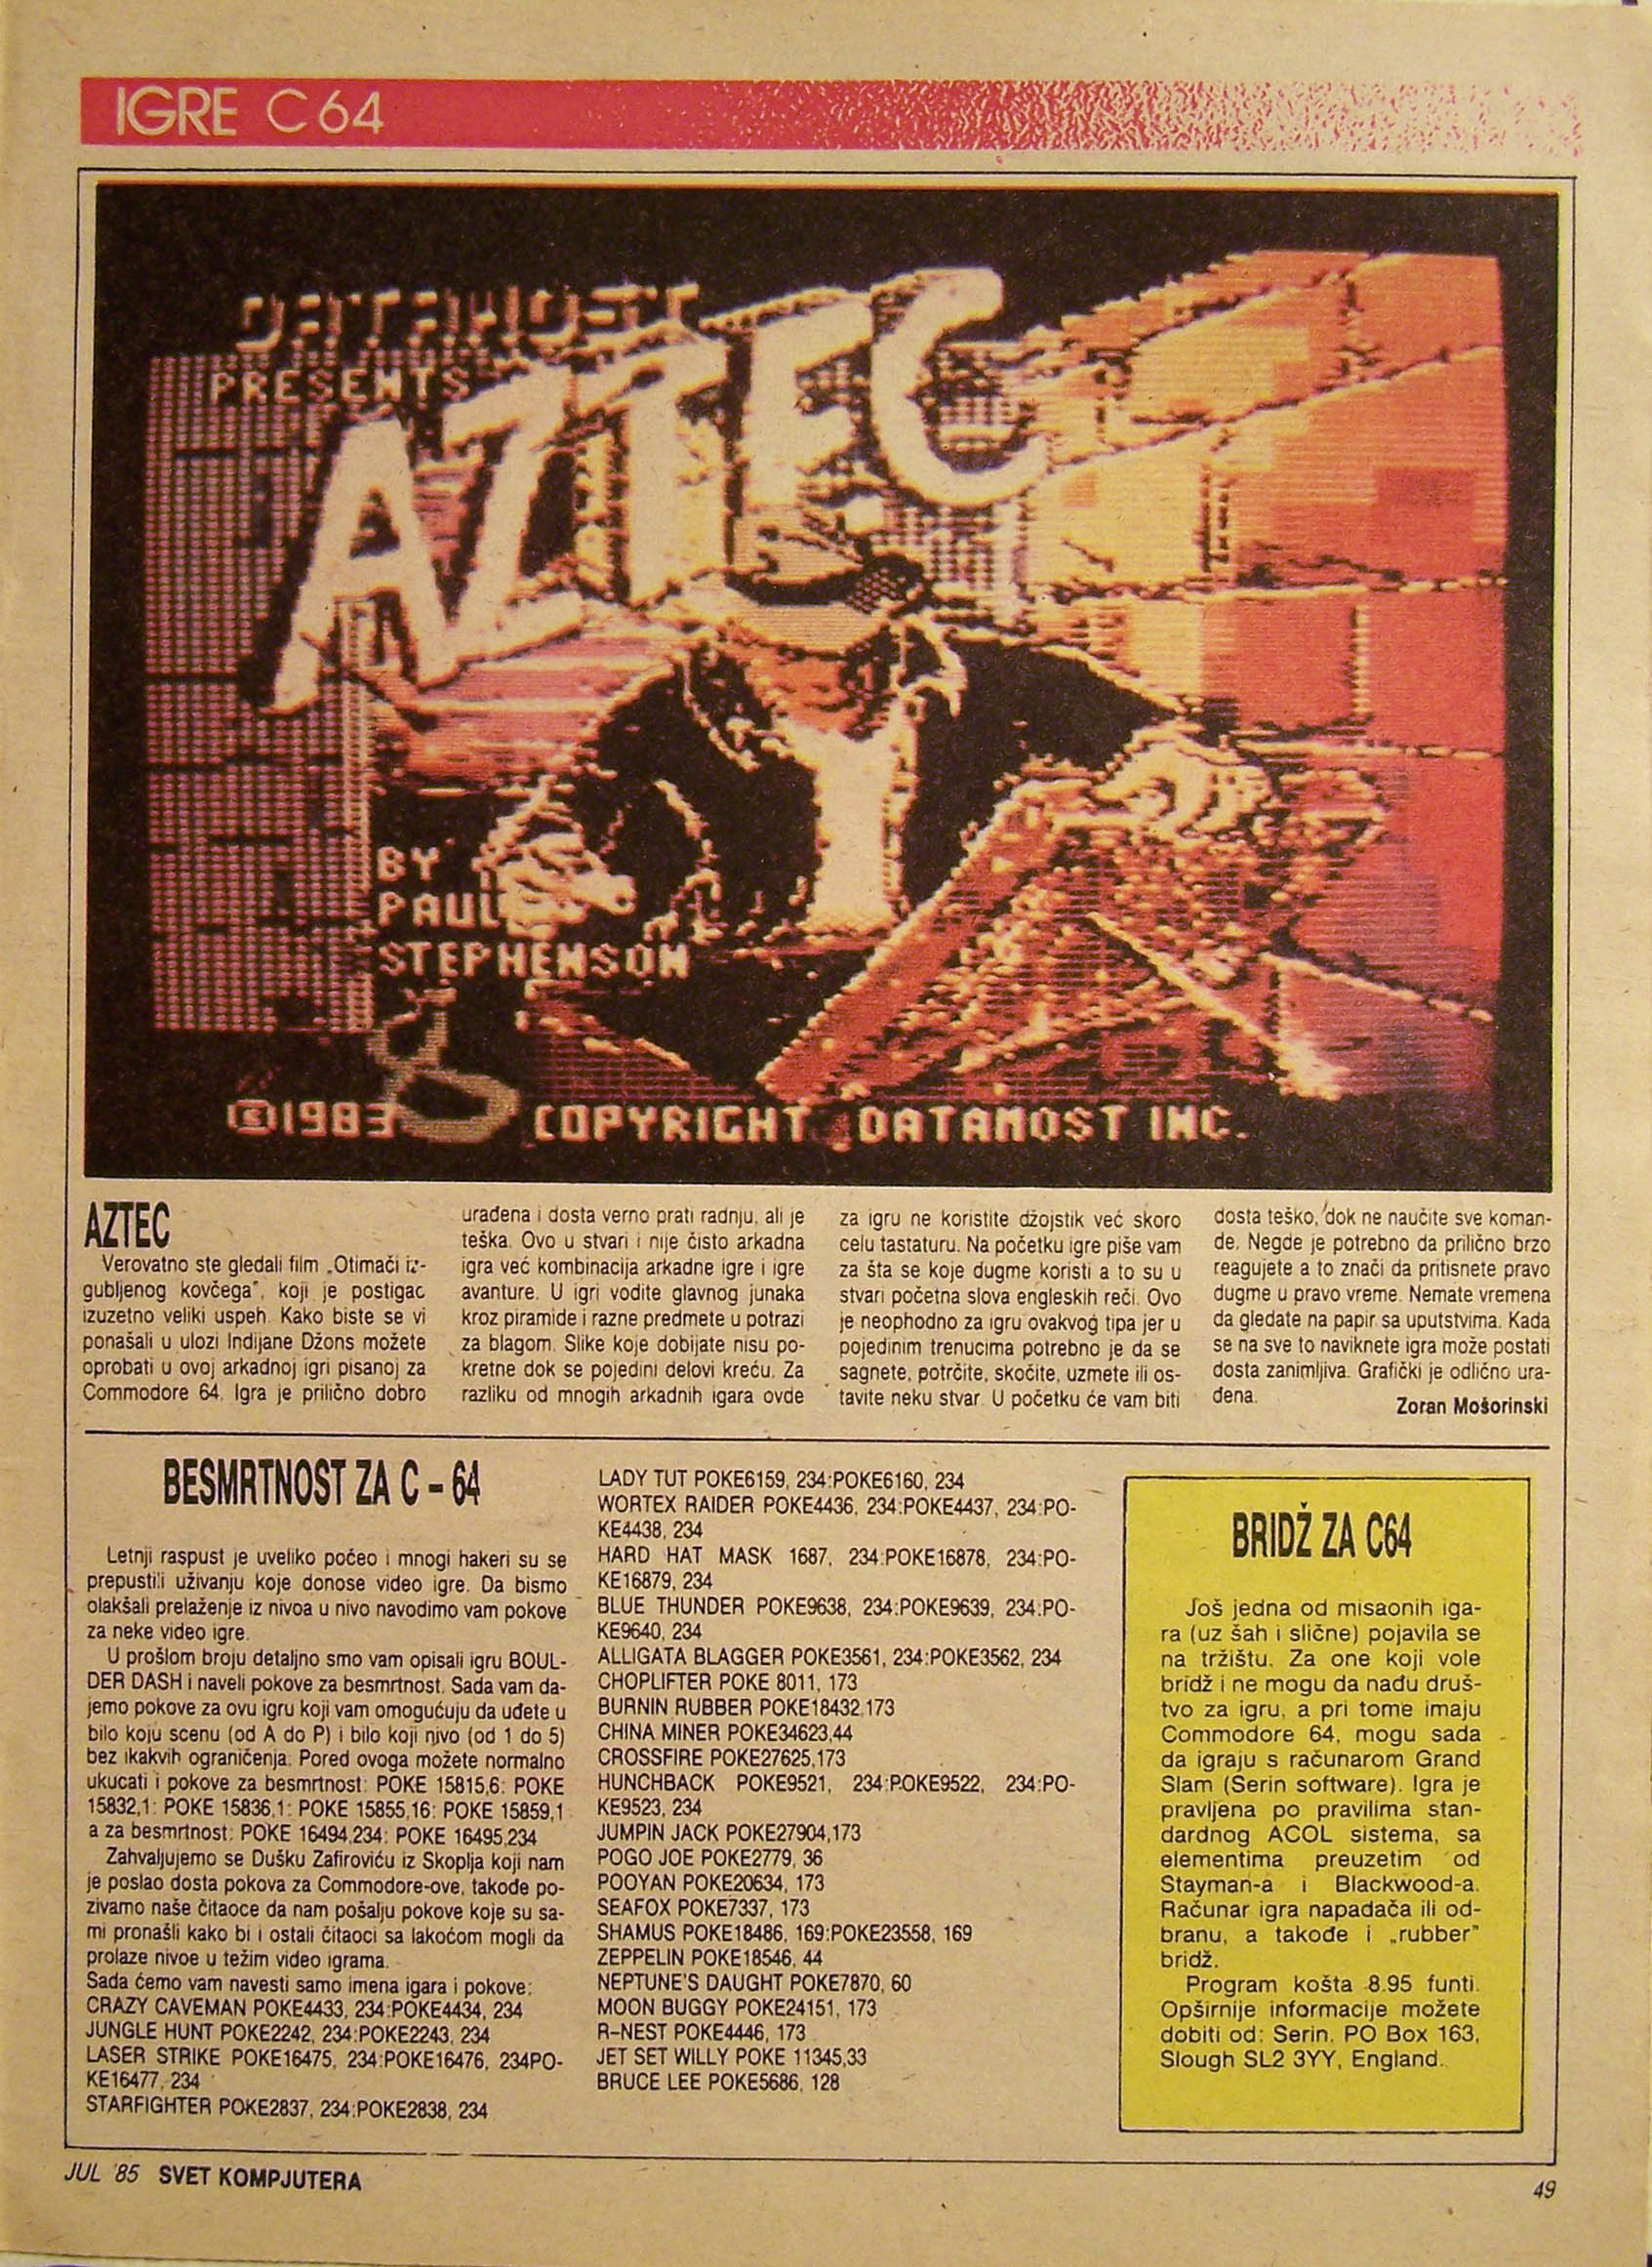 IGRE C64
DATAMOST
PRESENTS
AZTEC
BY
PAUL
STEPHENSON
©1983 COPYRIGHT DATAMOST INC.
AZTEC
Verovatno ste gledali film „Otimači iz-
gubljenog kovčega", koji je postigao
izuzetno veliki uspeh. Kako biste se vi
ponašali u ulozi Indijane Džons možete
oprobati u ovoj arkadnoj igri pisanoj za
Commodore 64. Igra je prilično dobro
urađena i dosta verno prati radnju, ali je
teška. Ovo u stvari i nije čisto arkadna
igra već kombinacija arkadne igre i igre
avanture. U igri vodite glavnog junaka
kroz piramide i razne predmete u potrazi
za blagom. Slike koje dobijate nisu po-
kretne dok se pojedini delovi kreću. Za
razliku od mnogih arkadnih igara ovde
za igru ne koristite džojstik već skoro
celu tastaturu. Na početku igre piše vam
za šta se koje dugme koristi a to su u
stvari početna slova engleskih reči. Ovo
je neophodno za igru ovakvog tipa jer u
pojedinim trenucima potrebno je da se
sagnete, potrčite, skočite, uzmete ili os-
tavite neku stvar. U početku će vam biti
dosta teško, dok ne naučite sve koman-
de. Negde je potrebno da prilično brzo
reagujete a to znači da pritisnete pravo
dugme u pravo vreme. Nemate vremena
da gledate na papir sa uputstvima. Kada
se na sve to naviknete igra može postati
dosta zanimljiva. Grafički je odlično ura-
đena.
Zoran Mošorinski
BESMRTNOST ZA C – 64
Letnji raspust je uveliko počeo i mnogi hakeri su se
prepustili uživanju koje donose video igre. Da bismo
olakšali prelaženje iz nivoa u nivo navodimo vam pokove
za neke video igre.
U prošlom broju detaljno smo vam opisali igru BOUL-
DER DASH i naveli pokove za besmrtnost. Sada vam da-
jemo pokove za ovu igru koji vam omogućuju da uđete u
bilo koju scenu (od A do P) i bilo koji nivo (od 1 do 5)
bez ikakvih ograničenja. Pored ovoga možete normalno
ukucati i pokove za besmrtnost: POKE 15815,6: POKE
15832,1: POKE 15836,1: POKE 15855,16: POKE 15859,1
a za besmrtnost: POKE 16494,234: POKE 16495,234
Zahvaljujemo se Dušku Zafiroviću iz Skoplja koji nam
je poslao dosta pokova za Commodore-ove, takođe po-
zivamo naše čitaoce da nam pošalju pokove koje su sa-
mi pronašli kako bi i ostali čitaoci sa lakoćom mogli da
prolaze nivoe u težim video igrama.
Sada ćemo vam navesti samo imena igara i pokove:
CRAZY CAVEMAN POKE4433, 234:POKE4434, 234
JUNGLE HUNT POKE2242, 234:POKE2243, 234
LASER STRIKE POKE16475, 234:POKE16476, 234PO-
KE16477, 234
STARFIGHTER POKE2837, 234:POKE2838, 234
LADY TUT POKE6159, 234:POKE6160, 234
WORTEX RAIDER POKE4436, 234:POKE4437, 234:PO-
KE4438, 234
HARD HAT MASK 1687, 234:POKE16878, 234:PO-
KE16879, 234
BLUE THUNDER POKE9638, 234:POKE9639, 234:PO-
KE9640, 234
ALLIGATA BLAGGER POKE3561, 234:POKE3562, 234
CHOPLIFTER POKE 8011, 173
BURNIN RUBBER POKE18432,173
CHINA MINER POKE34623,44
CROSSFIRE POKE27625,173
HUNCHBACK POKE9521, 234:POKE9522, 234:PO-
KE9523, 234
JUMPIN JACK POKE27904,173
POGO JOE POKE2779, 36
POOYAN POKE20634, 173
SEAFOX POKE7337, 173
SHAMUS POKE18486, 169:POKE23558, 169
ZEPPELIN POKE18546, 44
NEPTUNE'S DAUGHT POKE7870, 60
MOON BUGGY POKE24151, 173
R–NEST POKE4446, 173
JET SET WILLY POKE 11345,33
BRUCE LEE POKE5686, 128
BRIDŽ ZA C64
Još jedna od misaonih iga-
ra (uz šah i slične) pojavila se
na tržištu. Za one koji vole
bridž i ne mogu da nađu druš-
tvo za igru, a pri tome imaju
Commodore 64, mogu sada
da igraju s računarom Grand
Slam (Serin software). Igra je
pravljena po pravilima stan-
dardnog ACOL sistema, sa
elementima preuzetim od
Stayman-a i Blackwood-a.
Računar igra napadača ili od-
branu, a takođe i „rubber"
bridž.
Program košta 8.95 funti.
Opširnije informacije možete
dobiti od: Serin, PO Box 163,
Slough SL2 3YY, England.
JUL '85 SVET KOMPJUTERA
49